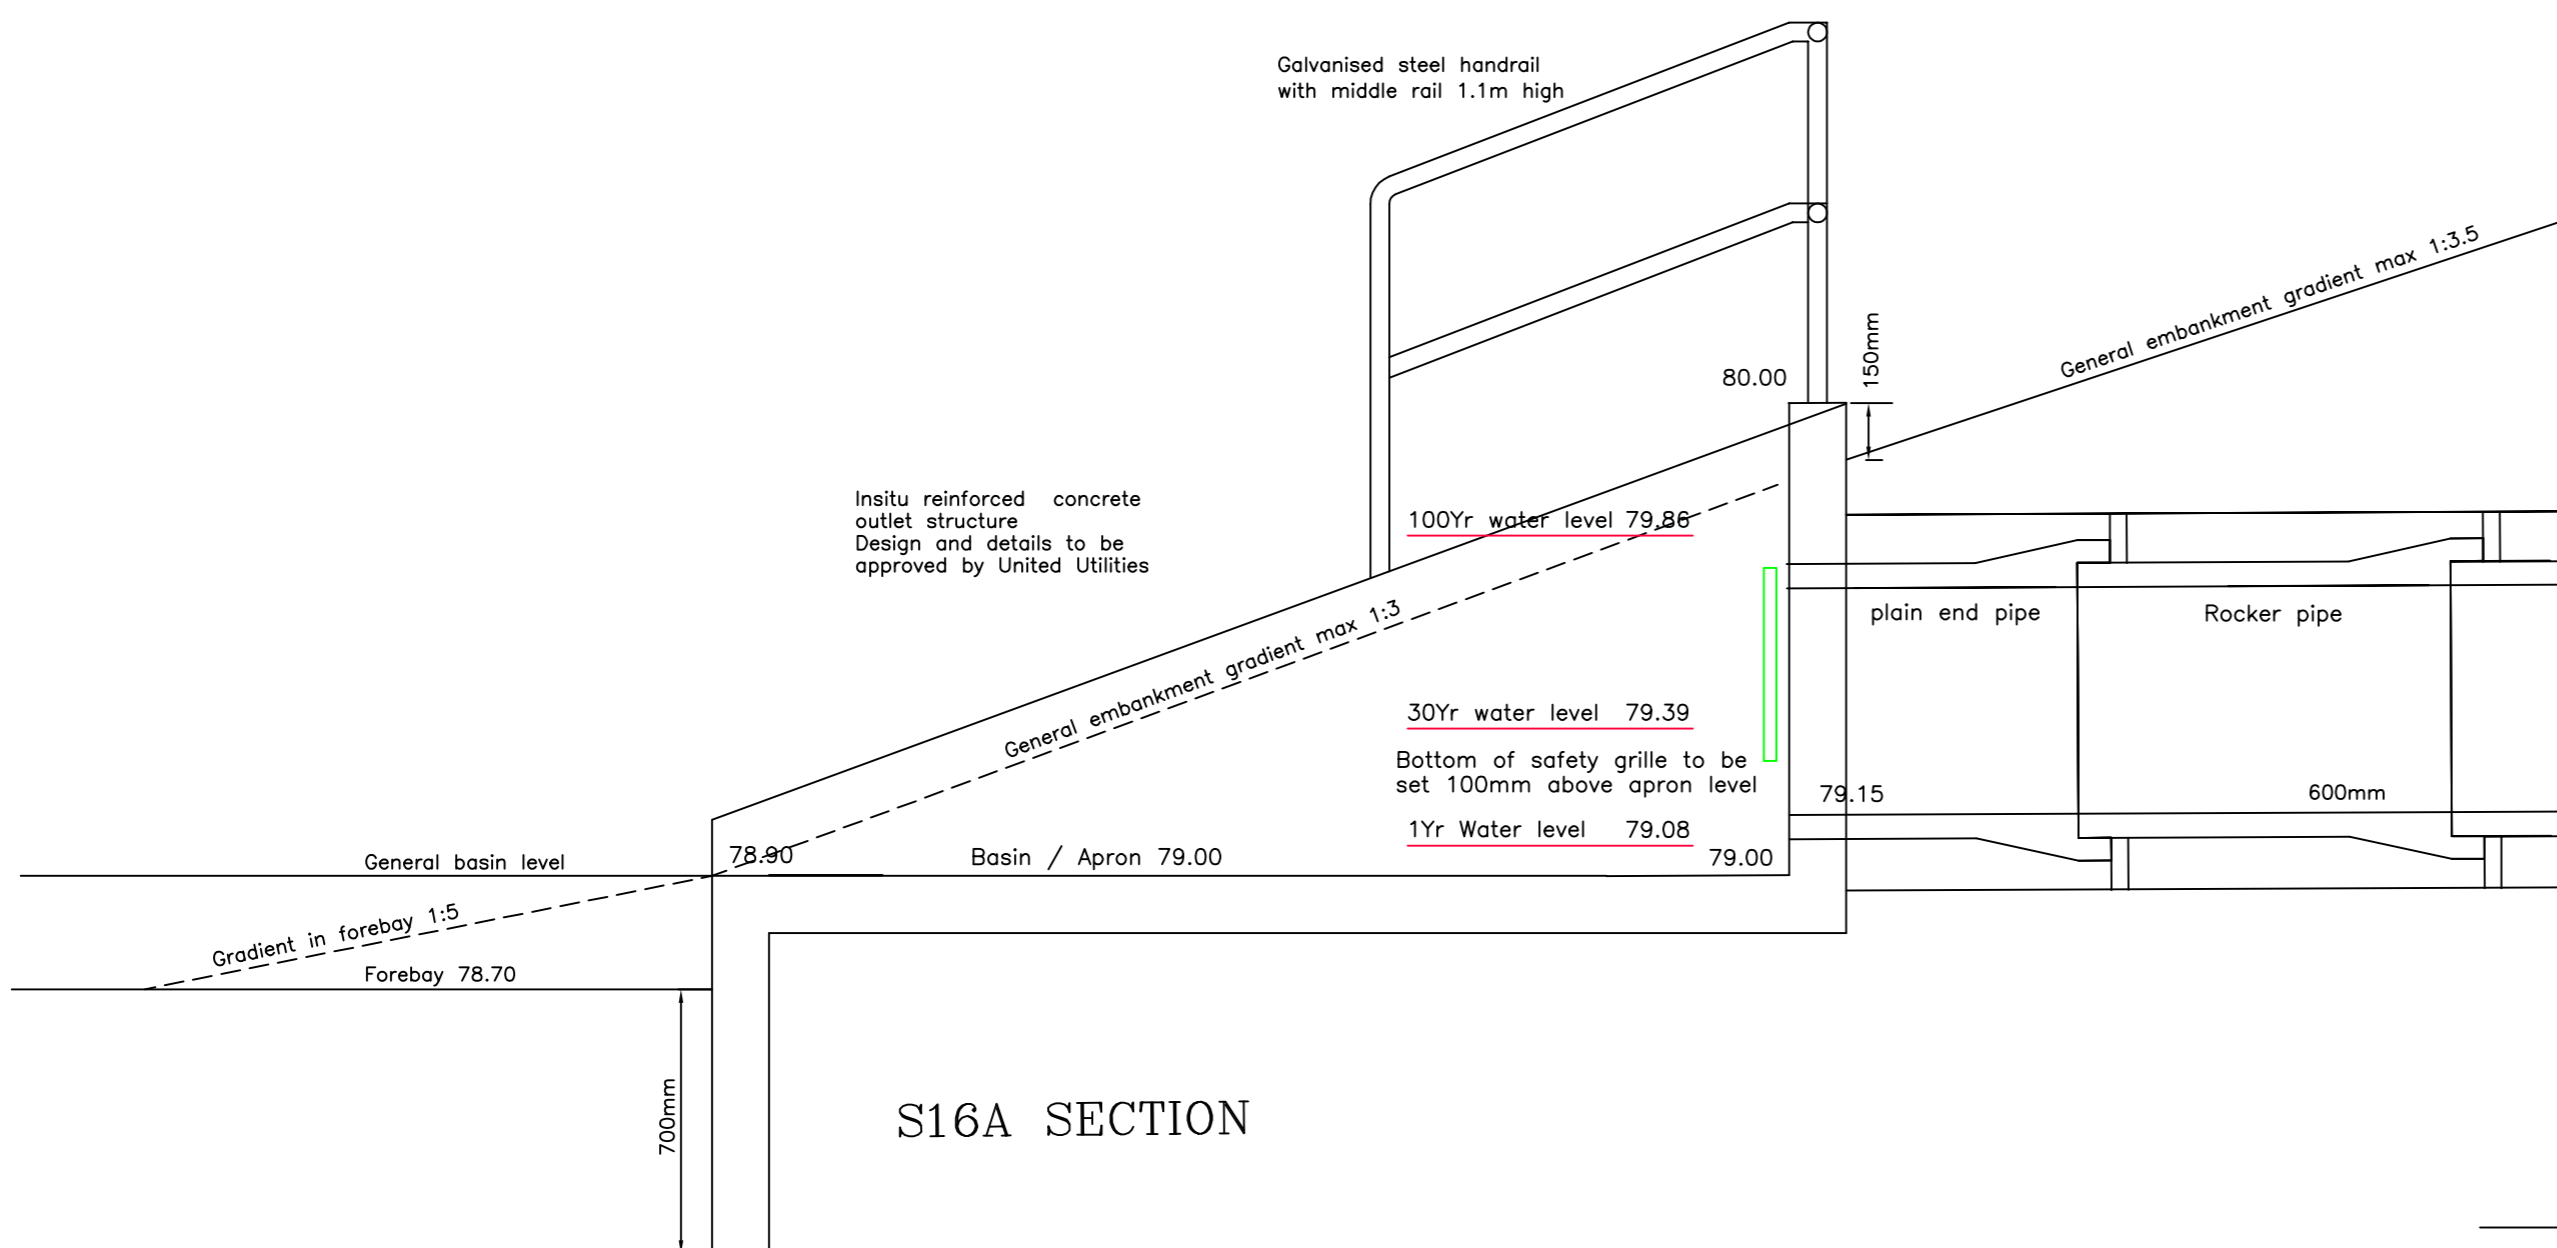 Galvanised steel handrail
with middle rail 1.1m high
General embankment gradient max 1:3.5
150mm
80.00
Insitu reinforced concrete
outlet structure
Design and details to be
approved by United Utilities
100Yr water level 79.86
General embankment gradient max 1:3
plain end pipe
Rocker pipe
30Yr water level 79.39
Bottom of safety grille to be
set 100mm above apron level
79.15
600mm
1Yr Water level 79.08
General basin level
78.90
Basin / Apron 79.00
79.00
Gradient in forebay 1:5
Forebay 78.70
700mm
S16A SECTION